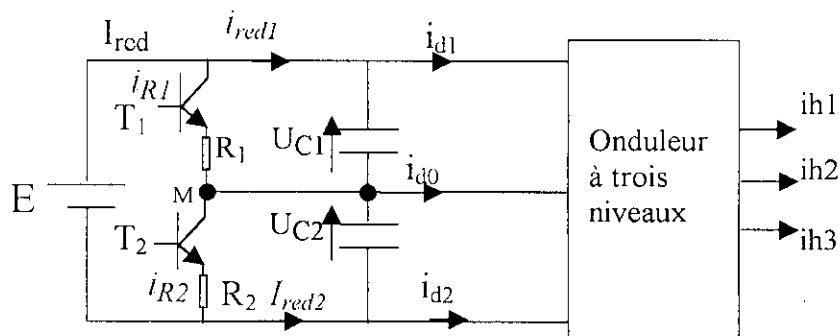 I_red
i_red1
i_d1
i_R1
T_1
R_1
U_C1
Onduleur
à trois
niveaux
ih1
ih2
ih3
M
i_d0
E
T_2
U_C2
i_R2
R_2
I_red2
i_d2